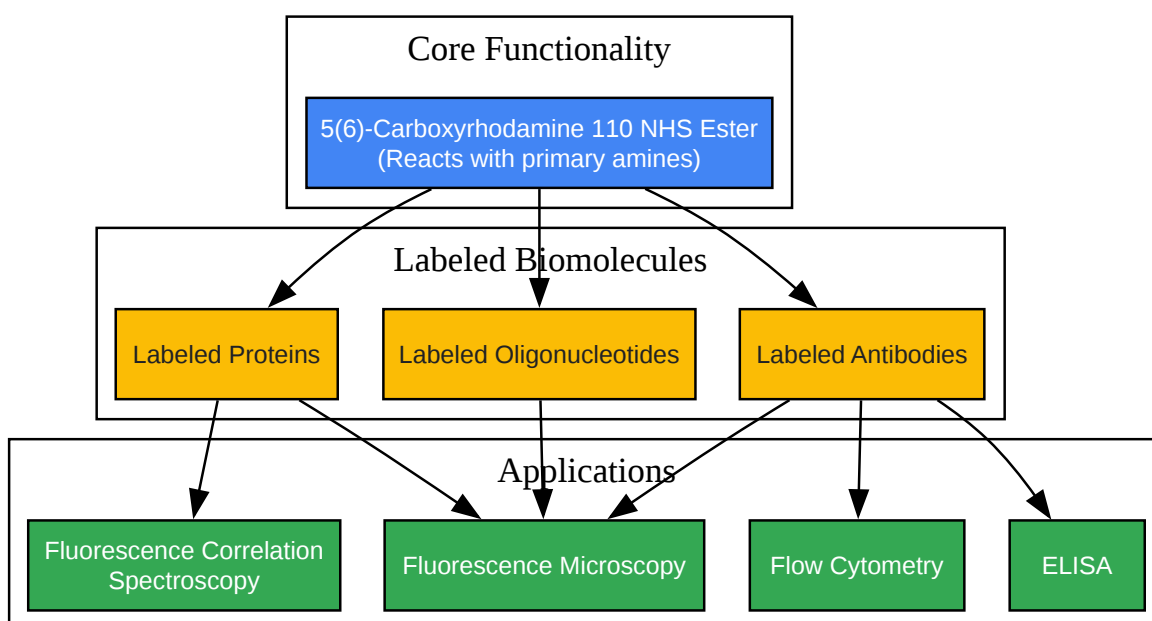 Core Functionality
5(6)-Carboxyrhodamine 110 NHS Ester
(Reacts with primary amines)
Labeled Biomolecules
Labeled Proteins
Labeled Oligonucleotides
Labeled Antibodies
Applications
Fluorescence Correlation
Spectroscopy
Fluorescence Microscopy
Flow Cytometry
ELISA